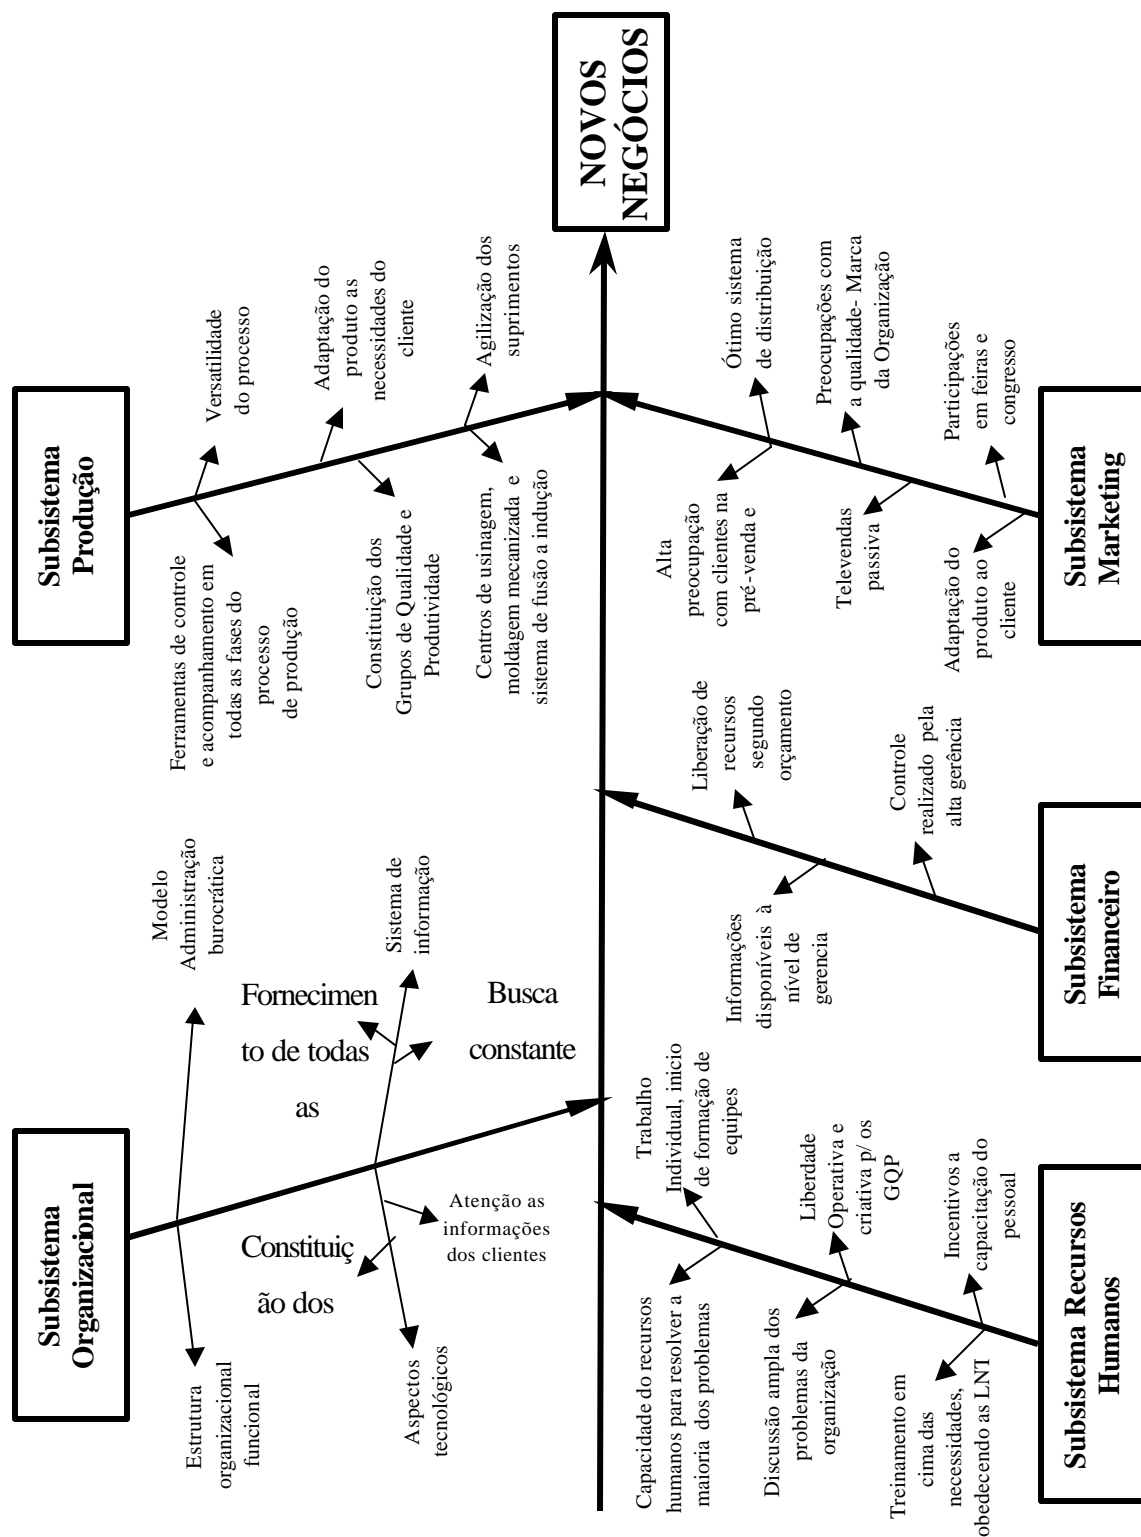 Subsistema
Organizacional
Subsistema
Produção
NOVOS
NEGÓCIOS
Estrutura
organizacional
funcional
Modelo
Administração
burocrática
Fornecimen
to de todas
as
Sistema de
informação
Busca
constante
Constituiç
ão dos
Atenção as
informações
dos clientes
Aspectos
tecnológicos
Ferramentas de controle
e acompanhamento em
todas as fases do
processo
de produção
Versatilidade
do processo
Constituição dos
Grupos de Qualidade e
Produtividade
Adaptação do
produto as
necessidades do
cliente
Centros de usinagem,
moldagem mecanizada e
sistema de fusão a indução
Agilização dos
suprimentos
Capacidade do recursos
humanos para resolver a
maioria dos problemas
Trabalho
Individual, inicio
de formação de
equipes
Discussão ampla dos
problemas da
organização
Liberdade
Operativa e
criativa p/ os
GQP
Treinamento em
cima das
necessidades,
obedecendo as LNT
Incentivos a
capacitação do
pessoal
Informações
disponíveis à
nível de
gerencia
Liberação de
recursos
segundo
orçamento
Controle
realizado pela
alta gerência
Alta
preocupação
com clientes na
pré-venda e
Ótimo sistema
de distribuição
Televendas
passiva
Preocupações com
a qualidade- Marca
da Organização
Adaptação do
produto ao
cliente
Participações
em feiras e
congresso
Subsistema Recursos
Humanos
Subsistema
Financeiro
Subsistema
Marketing